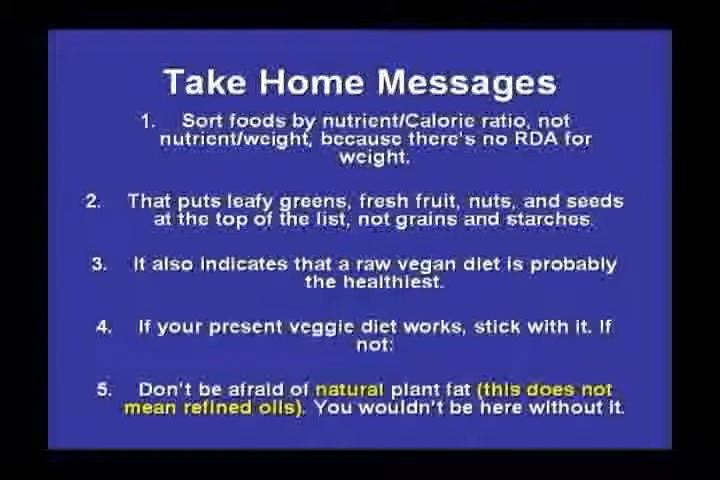 Take Home Messages
1. Sort foods by nutrient/Calorie ratio, not
nutrient/weight, because there's no RDA for
weight.
2. That puts leafy greens, fresh fruit, nuts, and seeds
at the top of the list, not grains and starches.
3. It also indicates that a raw vegan diet is probably
the healthiest.
4. If your present veggie diet works, stick with it. If
not:
5. Don't be afraid of natural plant fat (this does not
mean refined oils). You wouldn't be here without it.